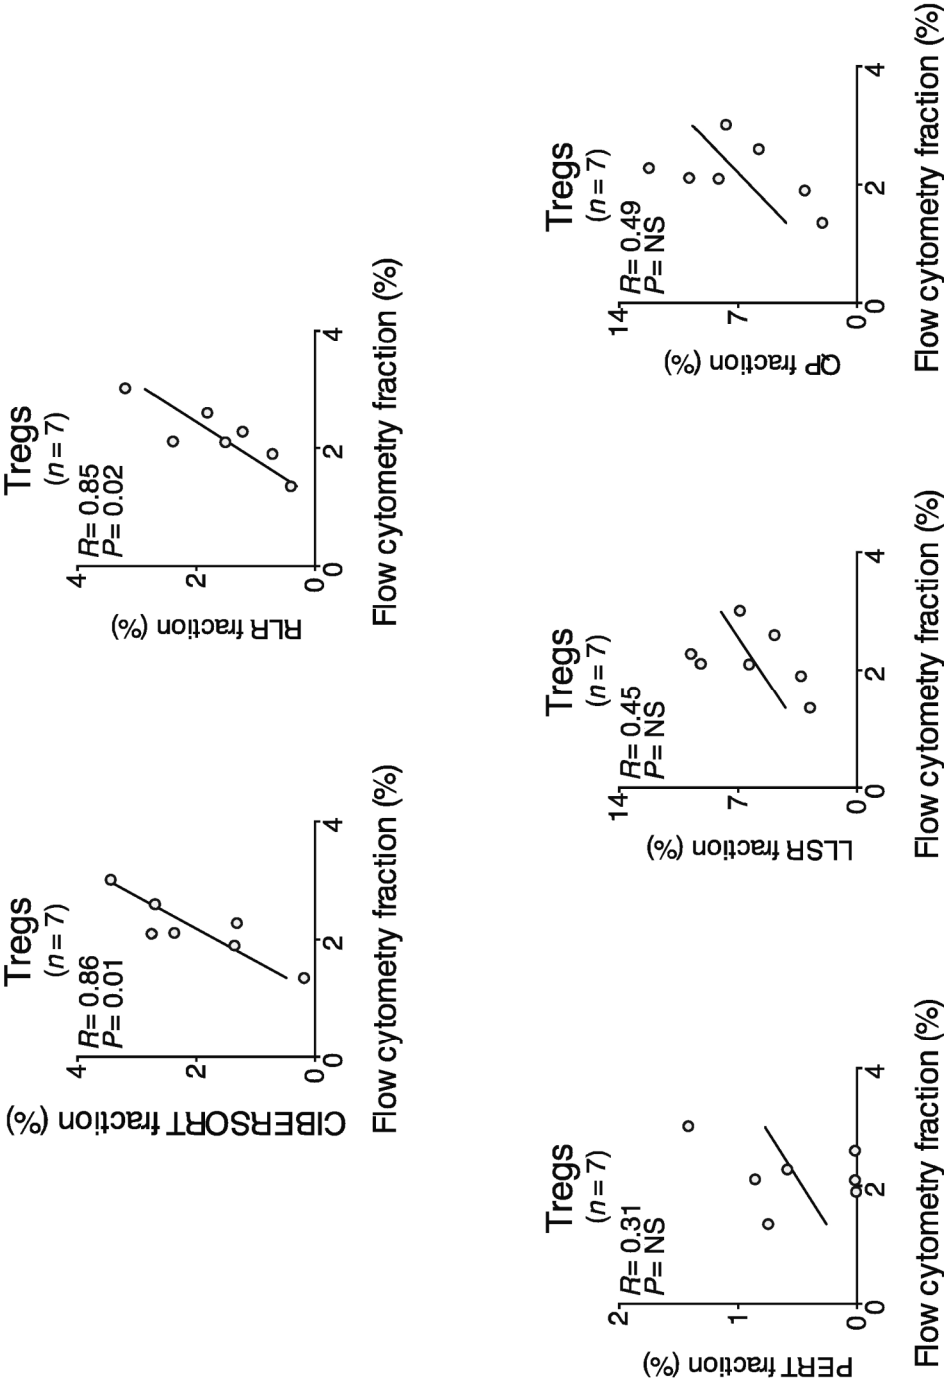 Tregs
(n = 7)
R = 0.86
P = 0.01
CIBERSORT fraction (%)
4
2
0
0
2
4
Flow cytometry fraction (%)
Tregs
(n = 7)
R = 0.85
P = 0.02
RLR fraction (%)
4
2
0
0
2
4
Flow cytometry fraction (%)
Tregs
(n = 7)
R = 0.31
P = NS
PERT fraction (%)
2
1
0
0
2
4
Flow cytometry fraction (%)
Tregs
(n = 7)
R = 0.45
P = NS
LLSR fraction (%)
14
7
0
0
2
4
Flow cytometry fraction (%)
Tregs
(n = 7)
R = 0.49
P = NS
QP fraction (%)
14
7
0
0
2
4
Flow cytometry fraction (%)